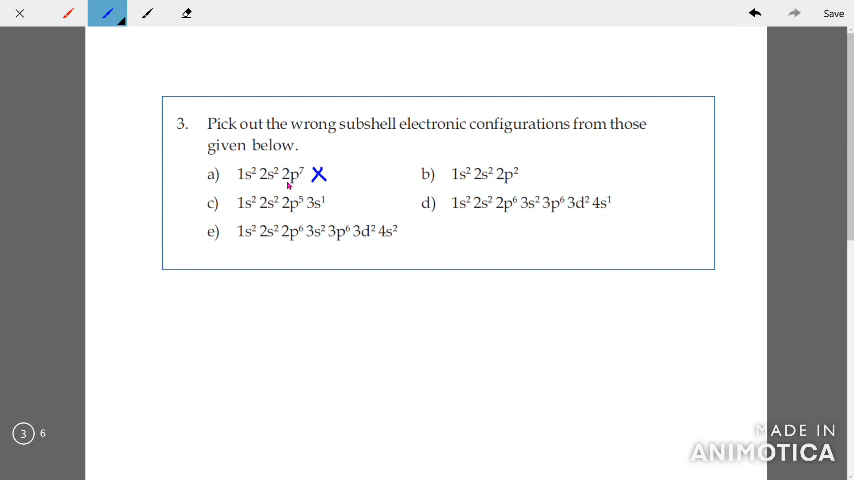 Save
3. Pick out the wrong subshell electronic configurations from those
given below.
a) 1s² 2s² 2p⁷ X
b) 1s² 2s² 2p²
c) 1s² 2s² 2p⁵ 3s¹
d) 1s² 2s² 2p⁶ 3s² 3p⁶ 3d² 4s¹
e) 1s² 2s² 2p⁶ 3s² 3p⁶ 3d² 4s²
3 6
MADE IN
ANIMOTICA